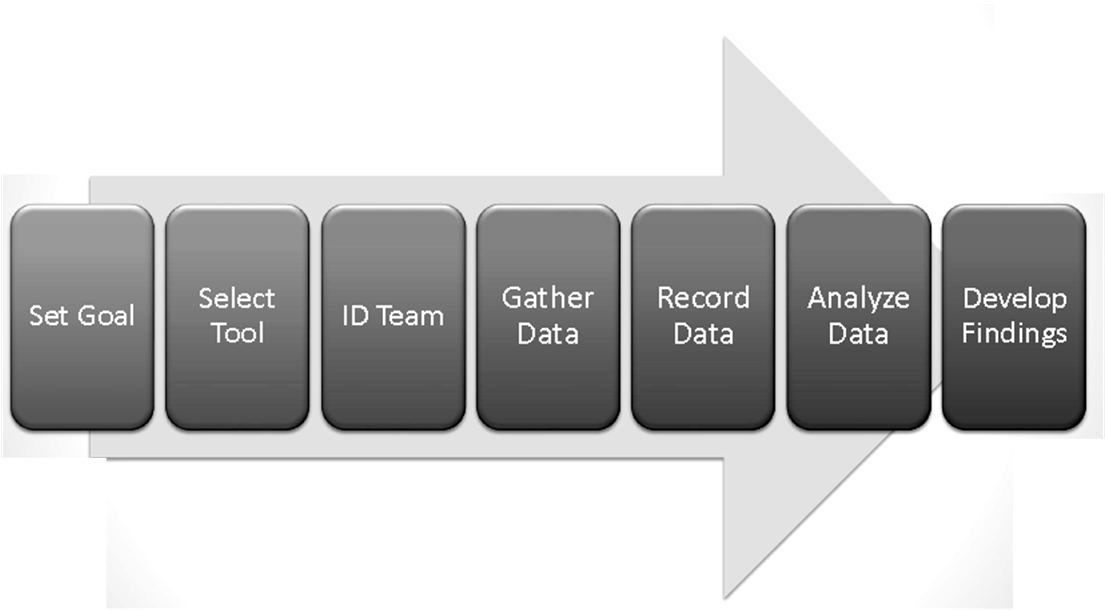 Set Goal
Select
Tool
ID Team
Gather
Data
Record
Data
Analyze
Data
Develop
Findings